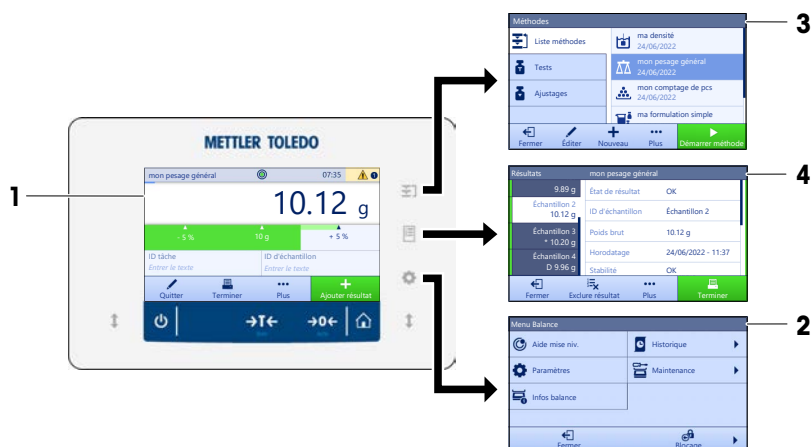 METTLER TOLEDO
mon pesage général
07:35
10.12 g
- 5 %
10 g
+ 5 %
ID tâche
Entrer le texte
ID d'échantillon
Entrer le texte
Quitter
Terminer
Plus
Ajouter résultat
→T←
→0←
1
Méthodes
Liste méthodes
Tests
Ajustages
ma densité
24/06/2022
mon pesage général
24/06/2022
mon comptage de pcs
24/06/2022
ma formulation simple
Fermer
Éditer
Nouveau
Plus
Démarrer méthode
3
Résultats
mon pesage général
9.89 g
Échantillon 2
10.12 g
Échantillon 3
* 10.20 g
Échantillon 4
D 9.96 g
État de résultat OK
ID d'échantillon Échantillon 2
Poids brut 10.12 g
Horodatage 24/06/2022 - 11:37
Stabilité OK
Fermer
Exclure résultat
Plus
Terminer
4
Menu Balance
Aide mise niv.
Historique
Paramètres
Maintenance
Infos balance
Fermer
Blocage
2